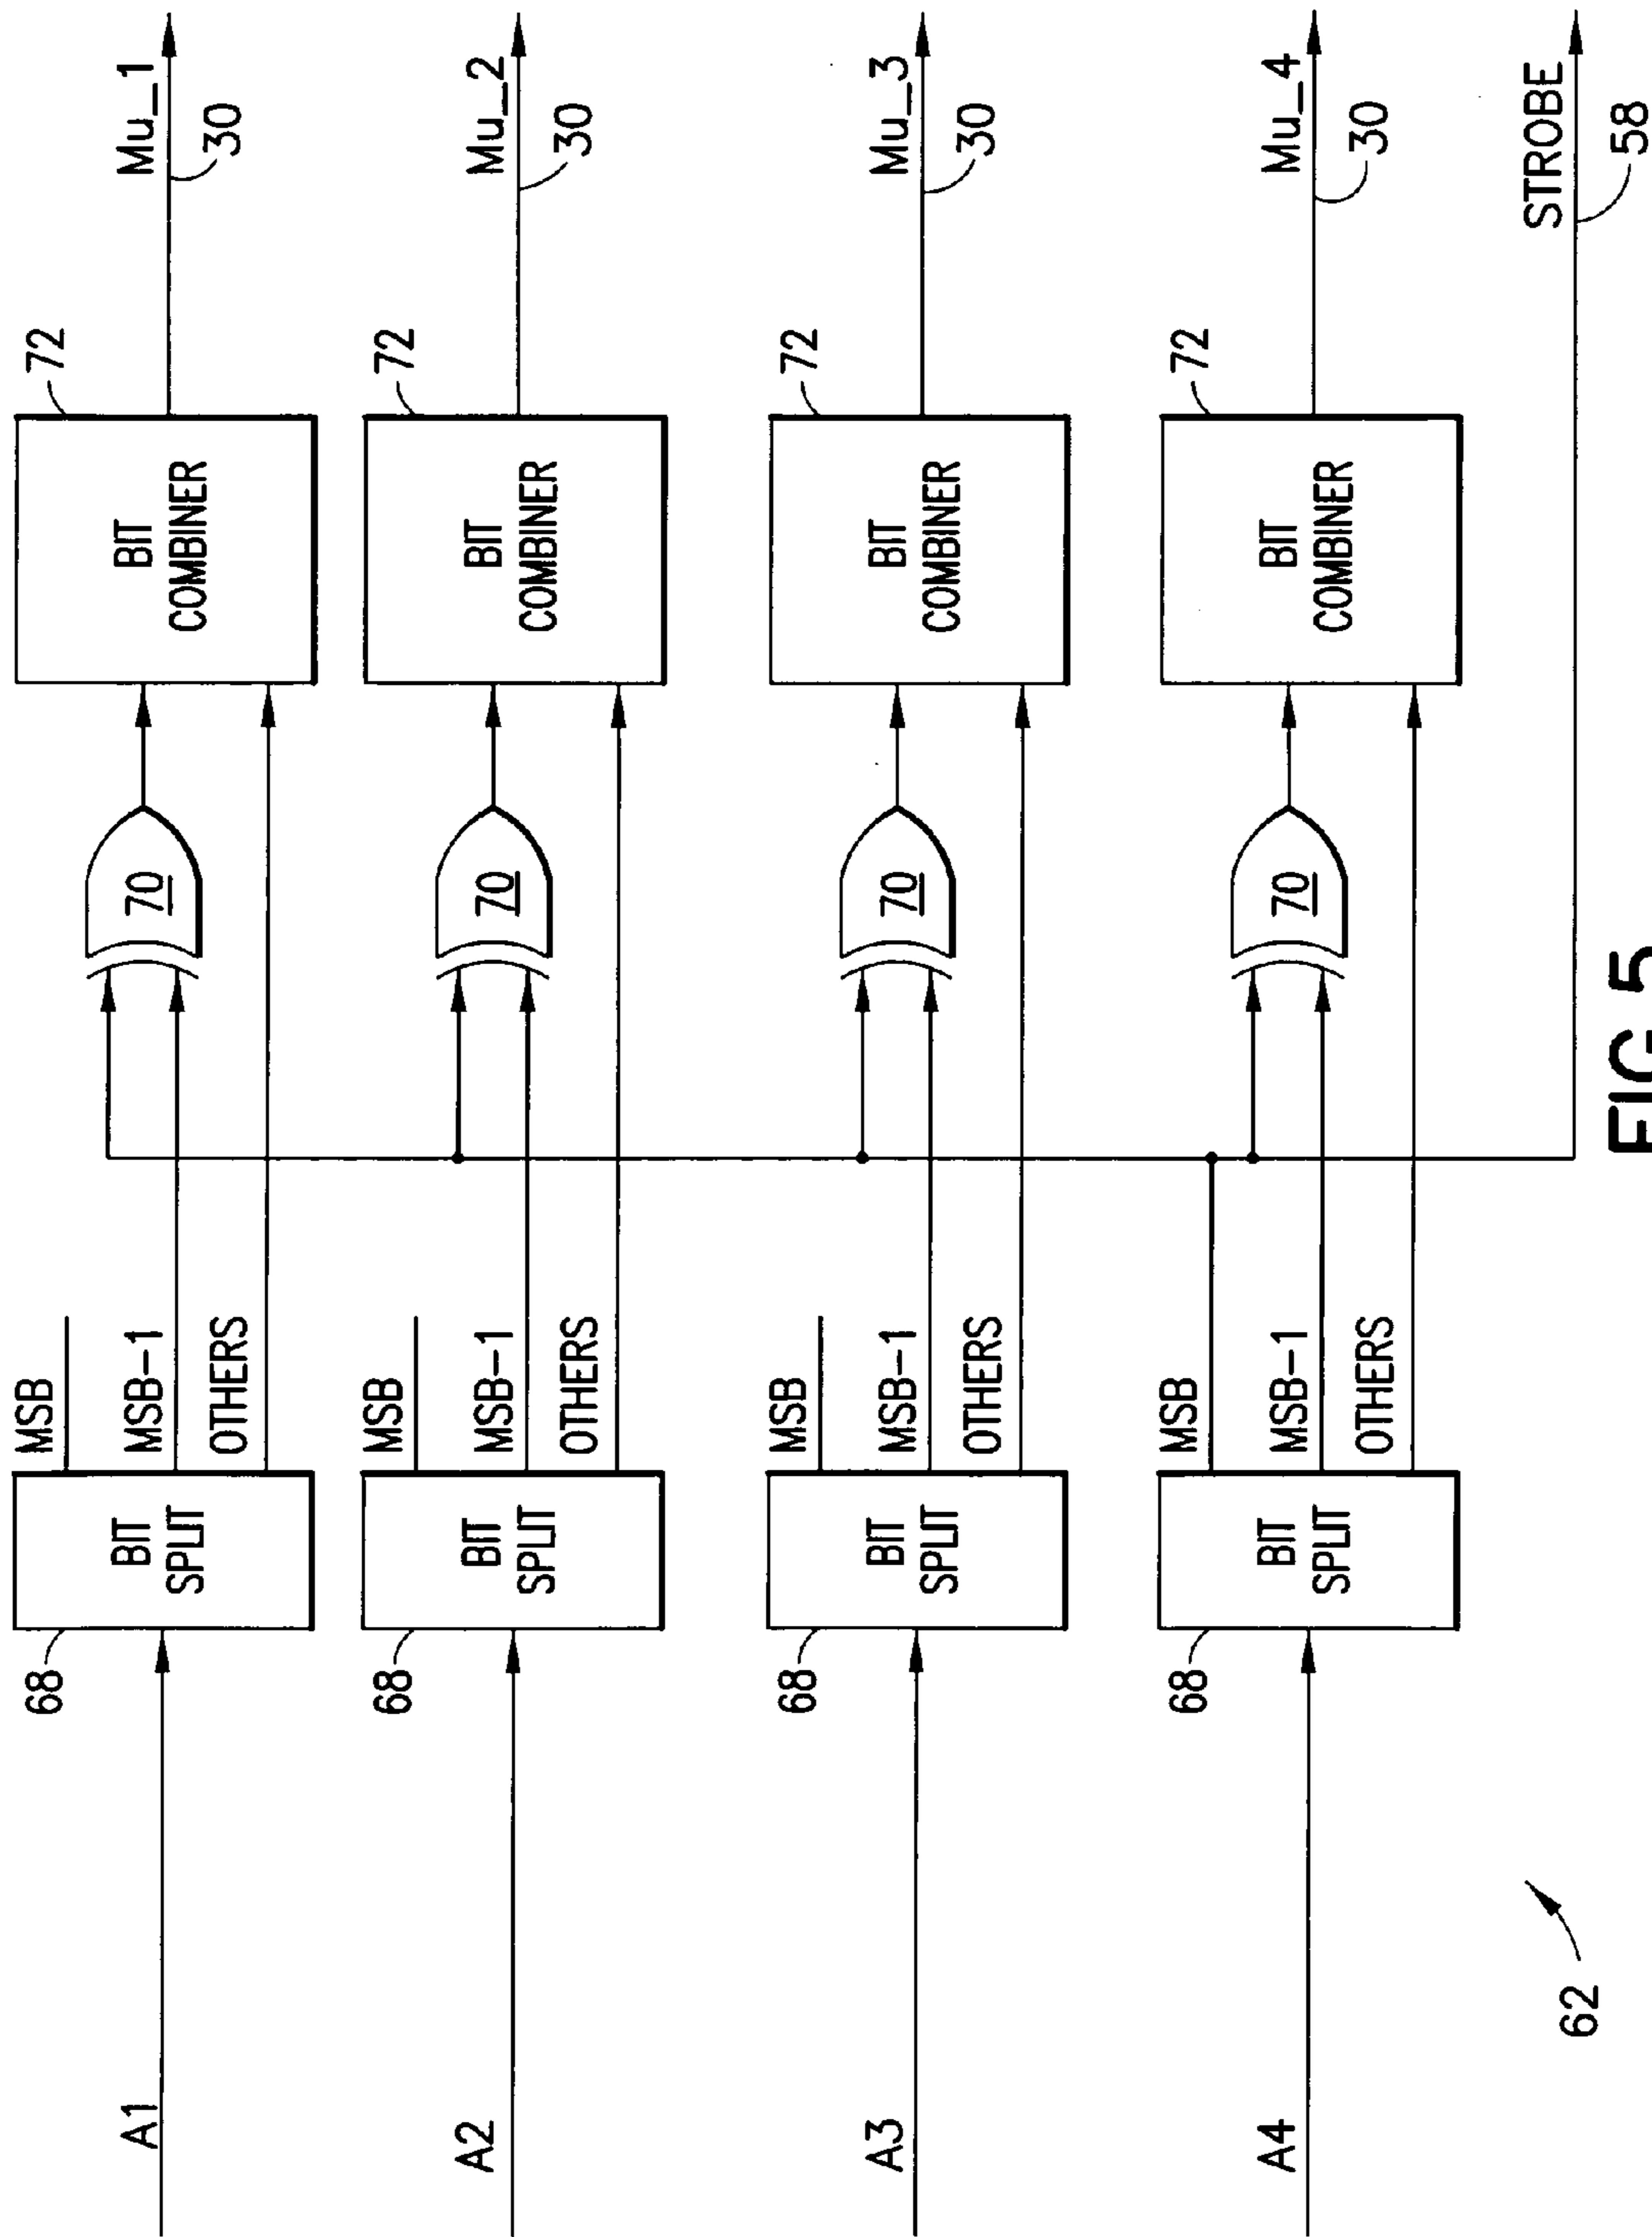 A1
68
BIT
SPLIT
MSB
MSB-1
OTHERS
70
BIT
COMBINER
72
Mu_1
30
A2
68
BIT
SPLIT
MSB
MSB-1
OTHERS
70
BIT
COMBINER
72
Mu_2
30
A3
68
BIT
SPLIT
MSB
MSB-1
OTHERS
70
BIT
COMBINER
72
Mu_3
30
A4
68
BIT
SPLIT
MSB
MSB-1
OTHERS
70
BIT
COMBINER
72
Mu_4
30
STROBE
58
62
FIG.5